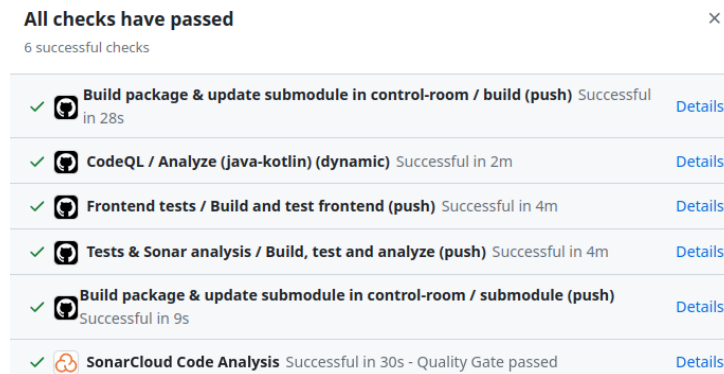 All checks have passed
6 successful checks
Build package & update submodule in control-room / build (push) Successful
in 28s
Details
CodeQL / Analyze (java-kotlin) (dynamic) Successful in 2m
Details
Frontend tests / Build and test frontend (push) Successful in 4m
Details
Tests & Sonar analysis / Build, test and analyze (push) Successful in 4m
Details
Build package & update submodule in control-room / submodule (push)
Successful in 9s
Details
SonarCloud Code Analysis Successful in 30s - Quality Gate passed
Details